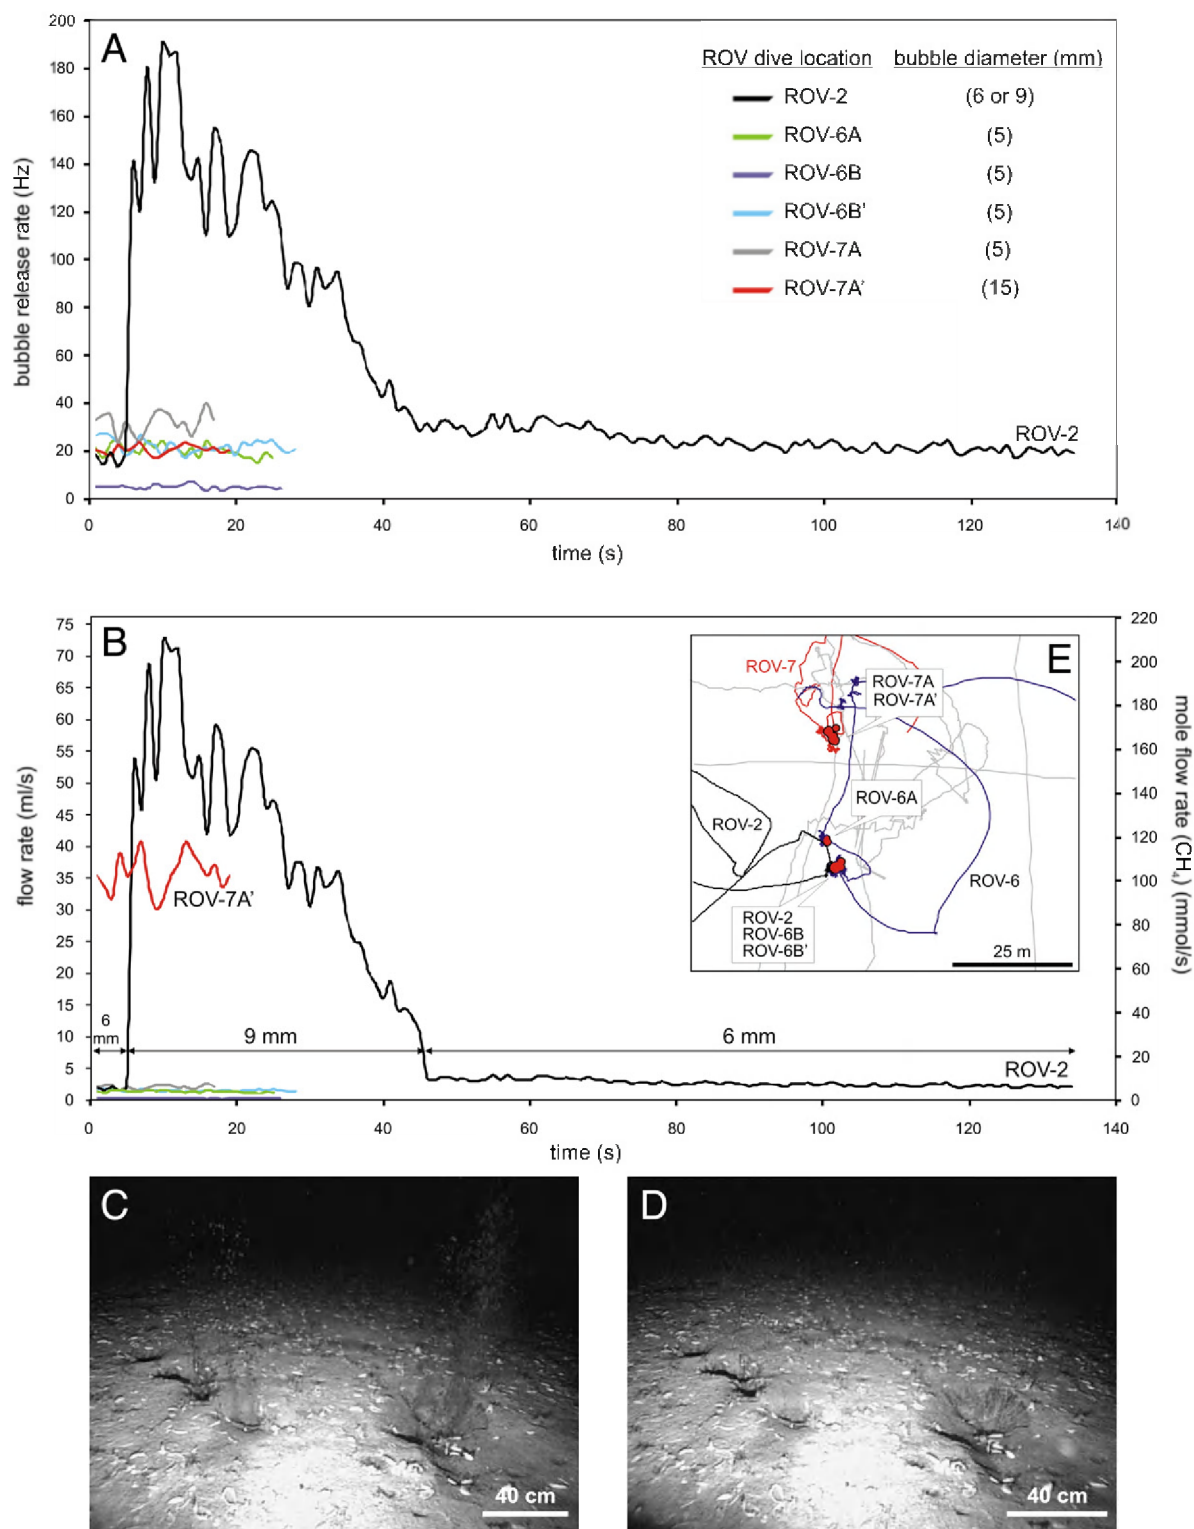 A
200
180
160
140
120
100
80
60
40
20
0
bubble release rate (Hz)
ROV dive location bubble diameter (mm)
ROV-2 (6 or 9)
ROV-6A (5)
ROV-6B (5)
ROV-6B' (5)
ROV-7A (5)
ROV-7A' (15)
ROV-2
0 20 40 60 80 100 120 140
time (s)
B
75
70
65
60
55
50
45
40
35
30
25
20
15
10
5
0
flow rate (ml/s)
ROV-7A'
6 mm
9 mm
6 mm
ROV-2
E
ROV-7
ROV-7A
ROV-7A'
ROV-6A
ROV-2
ROV-6
ROV-2
ROV-6B
ROV-6B'
25 m
220
200
180
160
140
120
100
80
60
40
20
0
mole flow rate (CH₄) (mmol/s)
0 20 40 60 80 100 120 140
time (s)
C
40 cm
D
40 cm